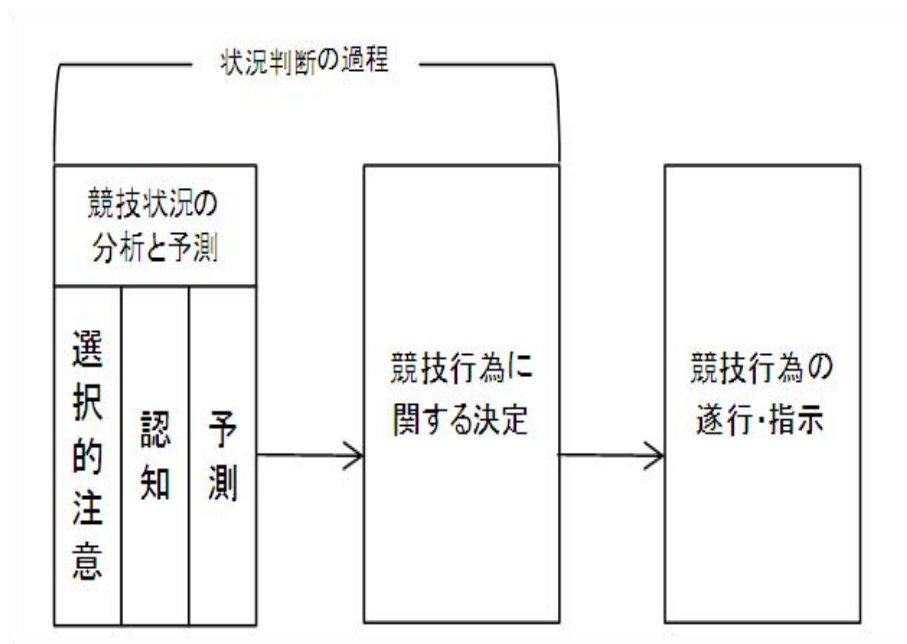 状況判断の過程
競技状況の
分析と予測
選択的注意
認知
予測
競技行為に
関する決定
競技行為の
遂行・指示